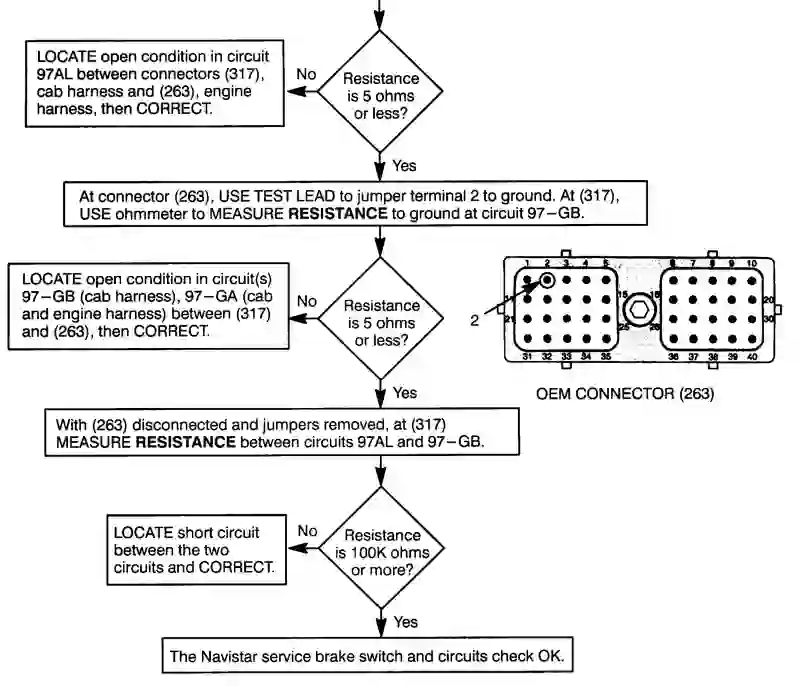 LOCATE open condition in circuit
97AL between connectors (317),
cab harness and (263), engine
harness, then CORRECT.
No
Resistance
is 5 ohms
or less?
Yes
At connector (263), USE TEST LEAD to jumper terminal 2 to ground. At (317),
USE ohmmeter to MEASURE RESISTANCE to ground at circuit 97-GB.
LOCATE open condition in circuit(s)
97-GB (cab harness), 97-GA (cab
and engine harness) between (317)
and (263), then CORRECT.
No
Resistance
is 5 ohms
or less?
Yes
1 2 3 4 5 6 7 8 9 10
11 15 16 20
21 25 26 30
31 32 33 34 35 36 37 38 39 40
2
OEM CONNECTOR (263)
With (263) disconnected and jumpers removed, at (317)
MEASURE RESISTANCE between circuits 97AL and 97-GB.
LOCATE short circuit
between the two
circuits and CORRECT.
No
Resistance
is 100K ohms
or more?
Yes
The Navistar service brake switch and circuits check OK.